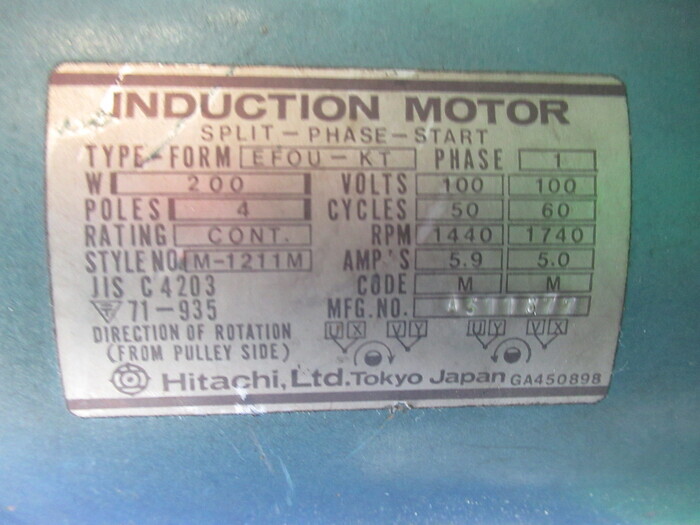 INDUCTION MOTOR
SPLIT-PHASE-START
TYPE-FORM EFOU-KT PHASE 1
W 200 VOLTS 100 100
POLES 4 CYCLES 50 60
RATING CONT. RPM 1440 1740
STYLE NO. M-1211M AMP'S 5.9 5.0
JIS C 4203 CODE M M
71-935 MFG.NO.
DIRECTION OF ROTATION UX VY UY VX
(FROM PULLEY SIDE)
Hitachi, Ltd. Tokyo Japan GA450898